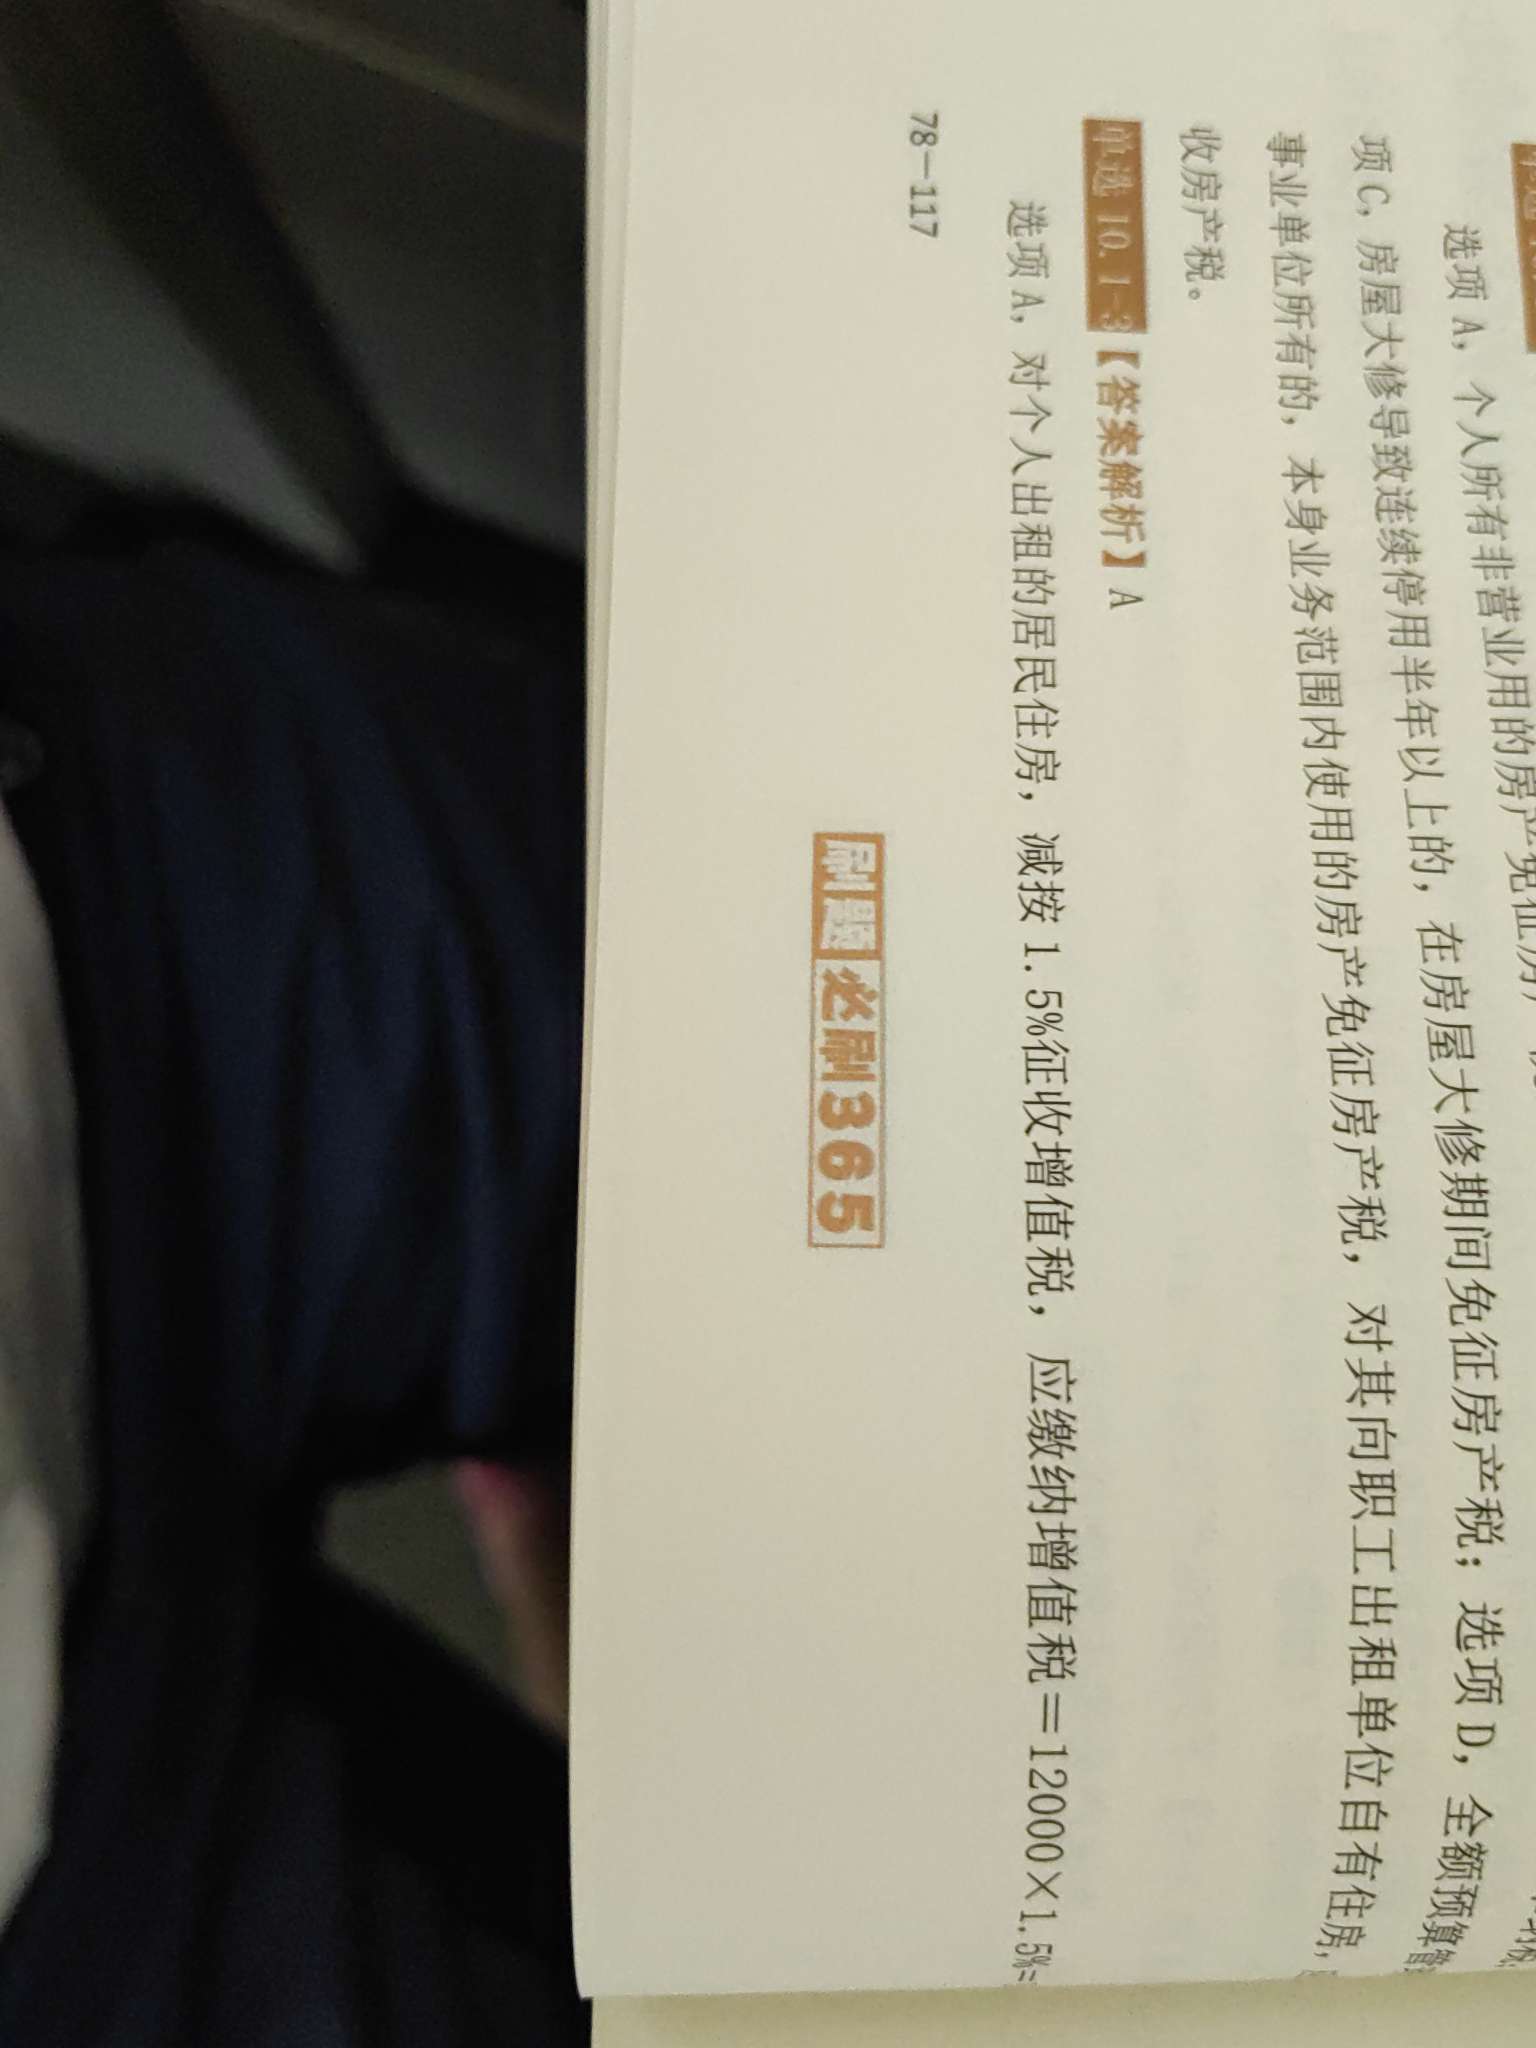 选项 A，个人所有非营业用的房产免征房产税
项 C，房屋大修导致连续停用半年以上的，在房屋大修期间免征房产税；选项 D，全额预算管
事业单位所有的，本身业务范围内使用的房产免征房产税，对其向职工出租单位自有住房，
收房产税。
单选 10.1-3【答案解析】A
选项 A，对个人出租的居民住房，减按 1.5%征收增值税，应缴纳增值税＝12000×1.5%=
78—117
刷题必刷365